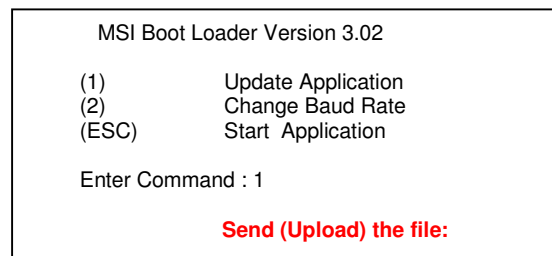 MSI Boot Loader Version 3.02
(1) Update Application
(2) Change Baud Rate
(ESC) Start Application
Enter Command : 1
Send (Upload) the file: